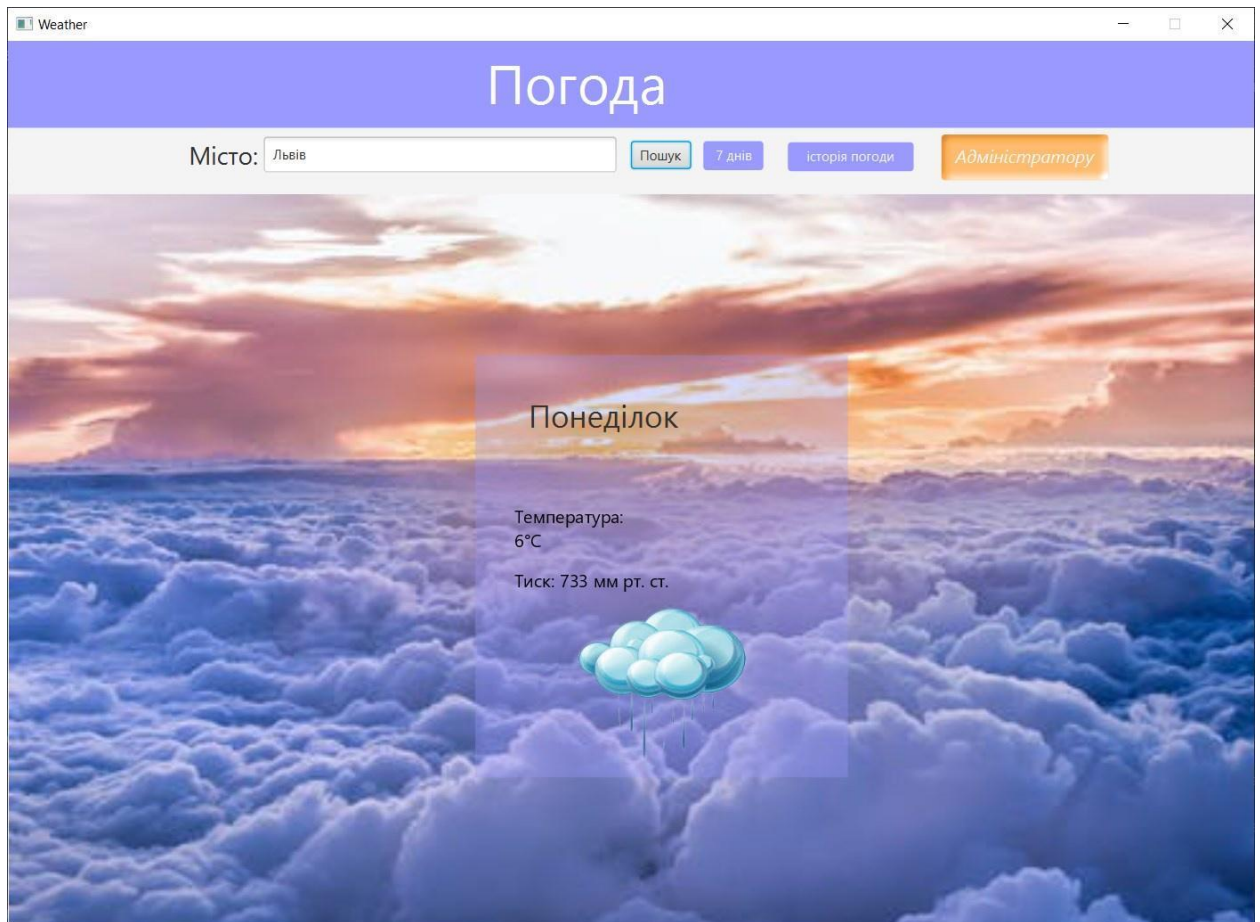 Weather
Погода
Місто: Львів Пошук 7 днів історія погоди Адміністратору
Понеділок
Температура:
6°C
Тиск: 733 мм рт. ст.